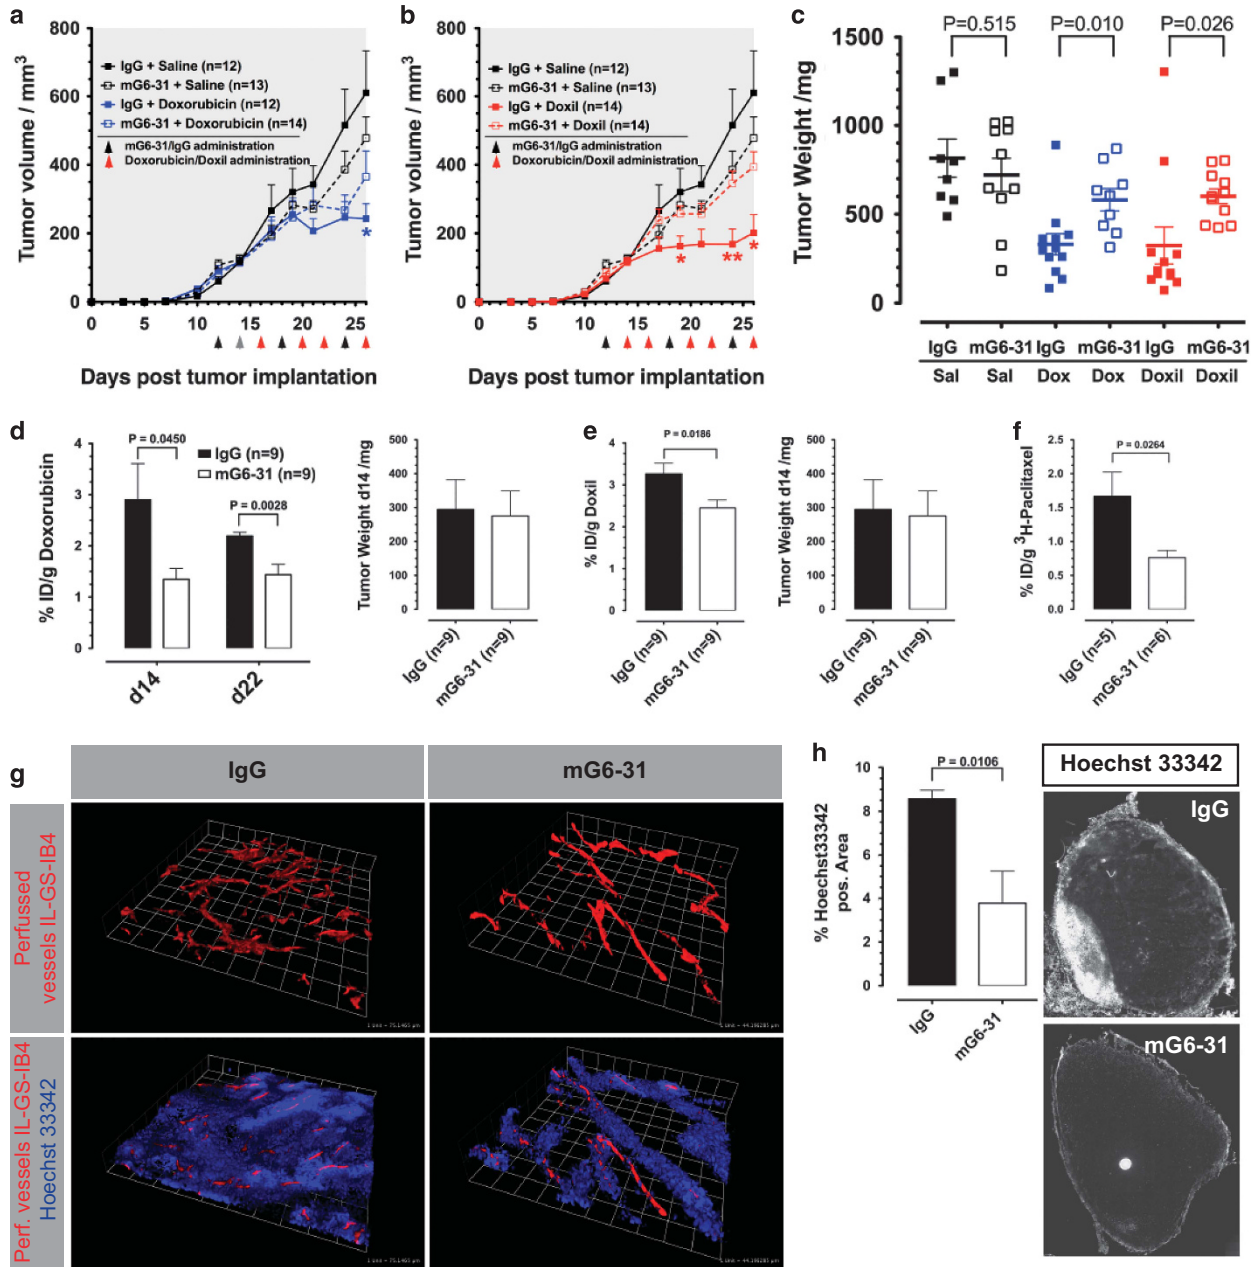 a
Tumor volume / mm3
800
600
400
200
0
IgG + Saline (n=12)
mG6-31 + Saline (n=13)
IgG + Doxorubicin (n=12)
mG6-31 + Doxorubicin (n=14)
mG6-31/IgG administration
Doxorubicin/Doxil administration
*
0 5 10 15 20 25
Days post tumor implantation
b
Tumor volume / mm3
800
600
400
200
0
IgG + Saline (n=12)
mG6-31 + Saline (n=13)
IgG + Doxil (n=14)
mG6-31 + Doxil (n=14)
mG6-31/IgG administration
Doxorubicin/Doxil administration
* ** *
0 5 10 15 20 25
Days post tumor implantation
c
Tumor Weight /mg
P=0.515 P=0.010 P=0.026
1500
1000
500
0
IgG mG6-31 IgG mG6-31 IgG mG6-31
Sal Sal Dox Dox Doxil Doxil
d
% ID/g Doxorubicin
4
3
2
1
0
P = 0.0450
IgG (n=9)
mG6-31 (n=9)
P = 0.0028
d14
d22
Tumor Weight d14 /mg
500
400
300
200
100
0
IgG (n=9)
mG6-31 (n=9)
e
% ID/g Doxil
4
3
2
1
0
P = 0.0186
IgG (n=9)
mG6-31 (n=9)
Tumor Weight d14 /mg
500
400
300
200
100
0
IgG (n=9)
mG6-31 (n=9)
f
% ID/g 3H-Paclitaxel
2.5
2.0
1.5
1.0
0.5
0.0
P = 0.0264
IgG (n=5)
mG6-31 (n=6)
g
IgG
mG6-31
Perfussed
vessels IL-GS-IB4
Perf. vessels IL-GS-IB4
Hoechst 33342
h
% Hoechst33342
pos. Area
10
8
6
4
2
0
P = 0.0106
IgG
mG6-31
Hoechst 33342
IgG
mG6-31